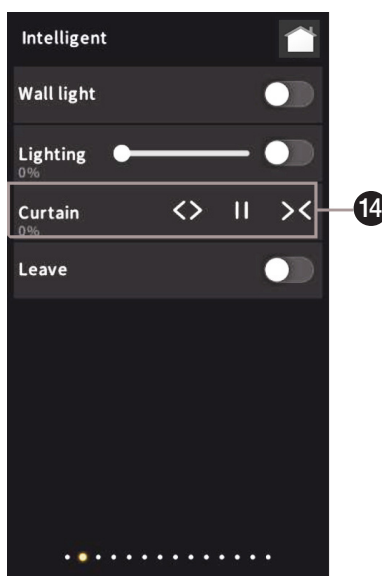 Intelligent
Wall light
Lighting
0%
Curtain
0%
14
Leave